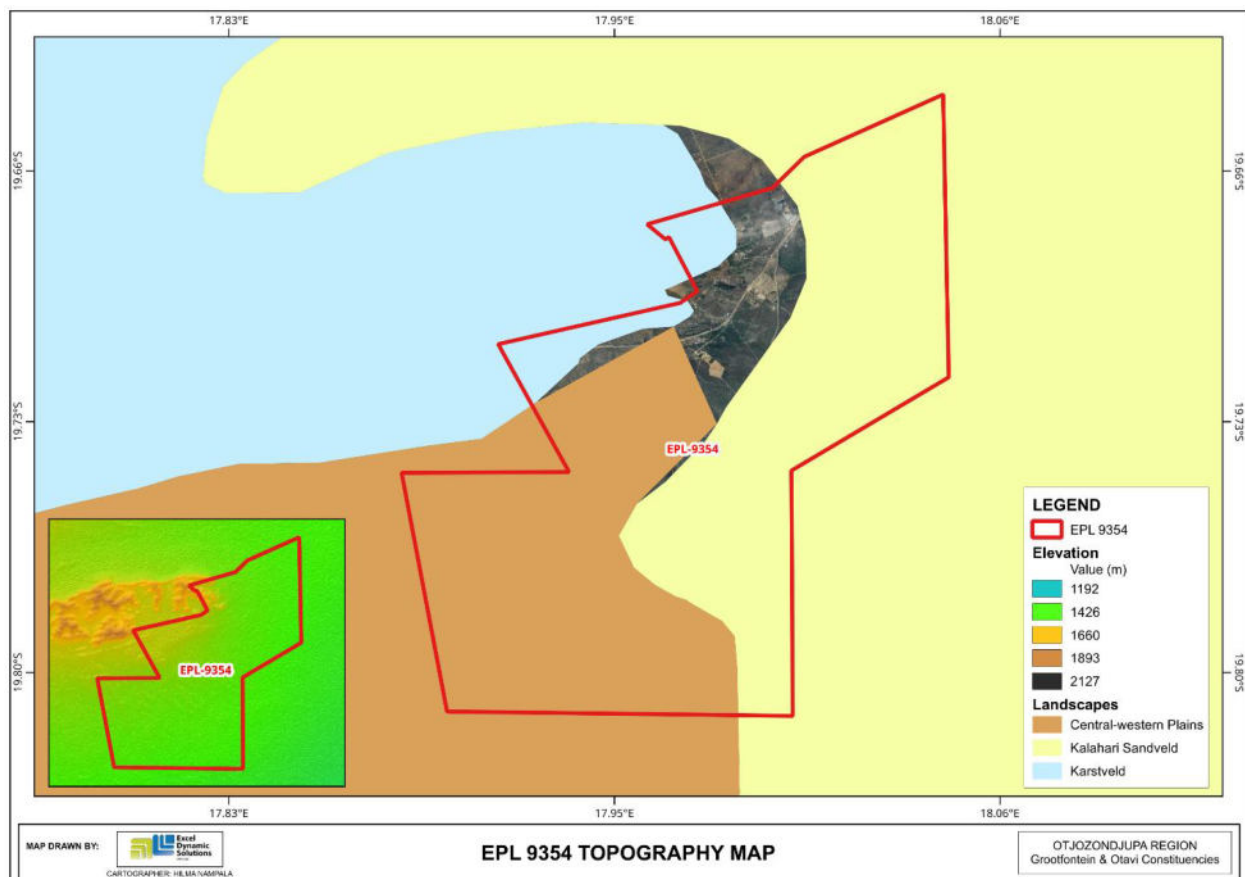 17.83°E
17.95°E
18.06°E
19.66°S
19.66°S
19.73°S
19.73°S
19.80°S
19.80°S
EPL-9354
EPL-9354
LEGEND
EPL 9354
Elevation
Value (m)
1192
1426
1660
1893
2127
Landscapes
Central-western Plains
Kalahari Sandveld
Karstveld
17.83°E
17.95°E
18.06°E
MAP DRAWN BY:
Excel
Dynamic
Solutions
CARTOGRAPHER: HILMA NAMPALA
EPL 9354 TOPOGRAPHY MAP
OTJOZONDJUPA REGION
Grootfontein & Otavi Constituencies